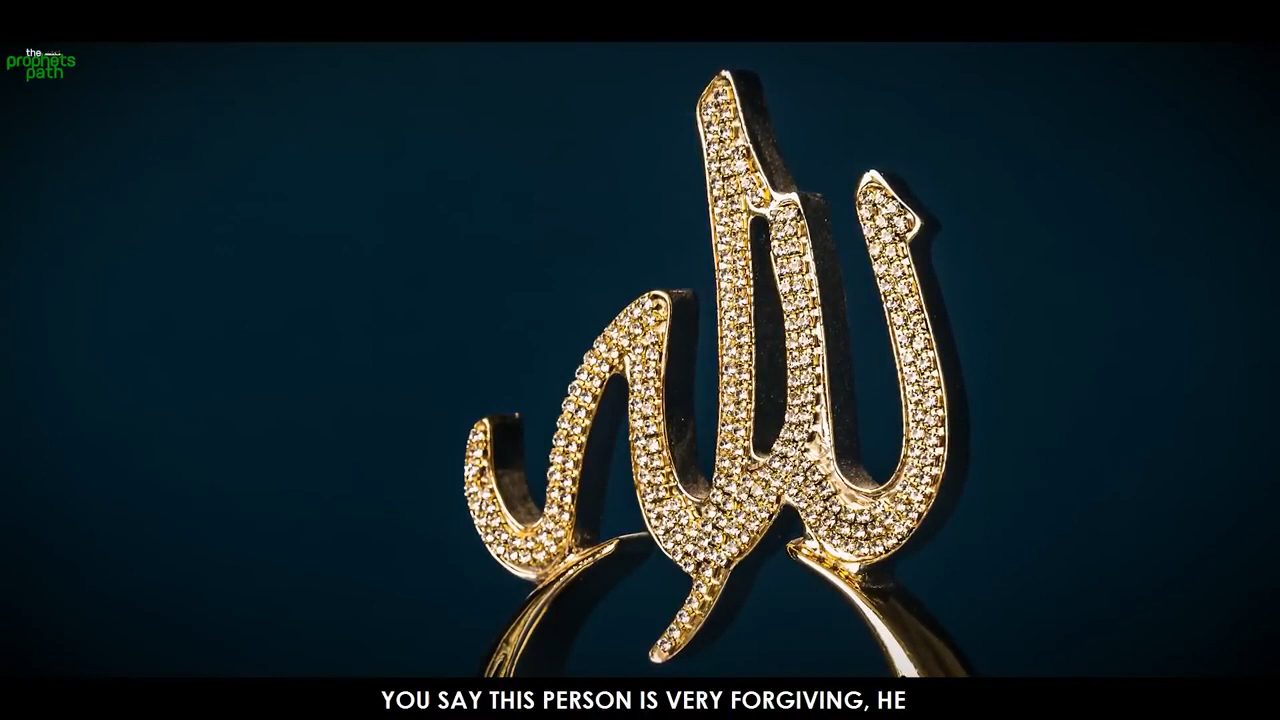 the
prophets
path
الله
YOU SAY THIS PERSON IS VERY FORGIVING, HE